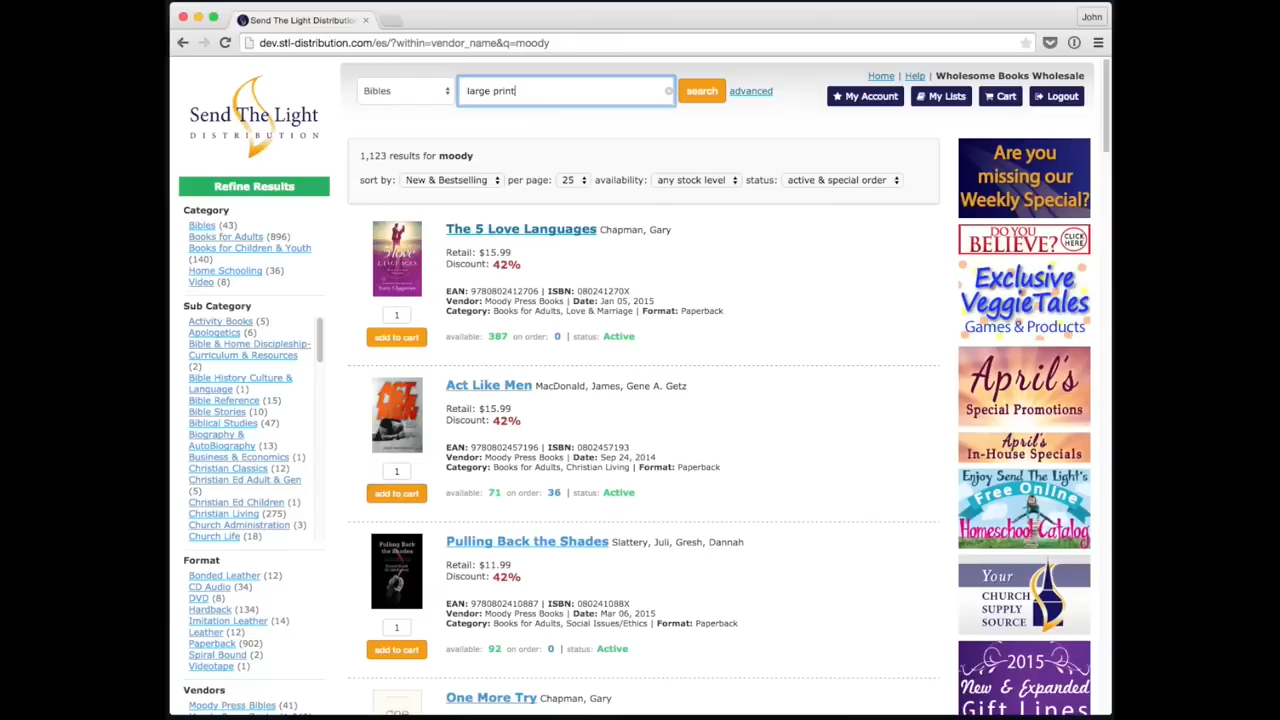 Send The Light Distributio
John
dev.stl-distribution.com/es/?within=vendor_name&q=moody
Send The Light
DISTRIBUTION
Bibles
large print
search
advanced
Home | Help | Wholesome Books Wholesale
My Account
My Lists
Cart
Logout
Refine Results
Category
Bibles (43)
Books for Adults (896)
Books for Children & Youth
(140)
Home Schooling (36)
Video (8)
Sub Category
Activity Books (5)
Apologetics (6)
Bible & Home Discipleship-
Curriculum & Resources
(2)
Bible History Culture &
Language (1)
Bible Reference (15)
Bible Stories (10)
Biblical Studies (47)
Biography &
AutoBiography (13)
Business & Economics (1)
Christian Classics (12)
Christian Ed Adult & Gen
(5)
Christian Ed Children (1)
Christian Living (275)
Church Administration (3)
Church Life (18)
Format
Bonded Leather (12)
CD Audio (34)
DVD (8)
Hardback (134)
Imitation Leather (14)
Leather (12)
Paperback (902)
Spiral Bound (2)
Videotape (1)
Vendors
Moody Press Bibles (41)
1,123 results for moody
sort by: New & Bestselling per page: 25 availability: any stock level status: active & special order
The 5 Love Languages Chapman, Gary
Retail: $15.99
Discount: 42%
EAN: 9780802412706 | ISBN: 080241270X
Vendor: Moody Press Books | Date: Jan 05, 2015
Category: Books for Adults, Love & Marriage | Format: Paperback
1
add to cart
available: 387 on order: 0 | status: Active
ACT LIKE MEN
Act Like Men MacDonald, James, Gene A. Getz
Retail: $15.99
Discount: 42%
EAN: 9780802457196 | ISBN: 0802457193
Vendor: Moody Press Books | Date: Sep 24, 2014
Category: Books for Adults, Christian Living | Format: Paperback
1
add to cart
available: 71 on order: 36 | status: Active
Pulling Back the Shades
Pulling Back the Shades Slattery, Juli, Gresh, Dannah
Retail: $11.99
Discount: 42%
EAN: 9780802410887 | ISBN: 080241088X
Vendor: Moody Press Books | Date: Mar 06, 2015
Category: Books for Adults, Social Issues/Ethics | Format: Paperback
1
add to cart
available: 92 on order: 0 | status: Active
One More Try Chapman, Gary
one
Are you
missing our
Weekly Special?
DO YOU
BELIEVE?
CLICK
HERE
Exclusive
VeggieTales
Games & Products
April's
Special Promotions
April's
In-House Specials
Enjoy Send The Light's
Free Online
Homeschool Catalog
Your
CHURCH
SUPPLY
SOURCE
2015
New & Expanded
Gift Lines